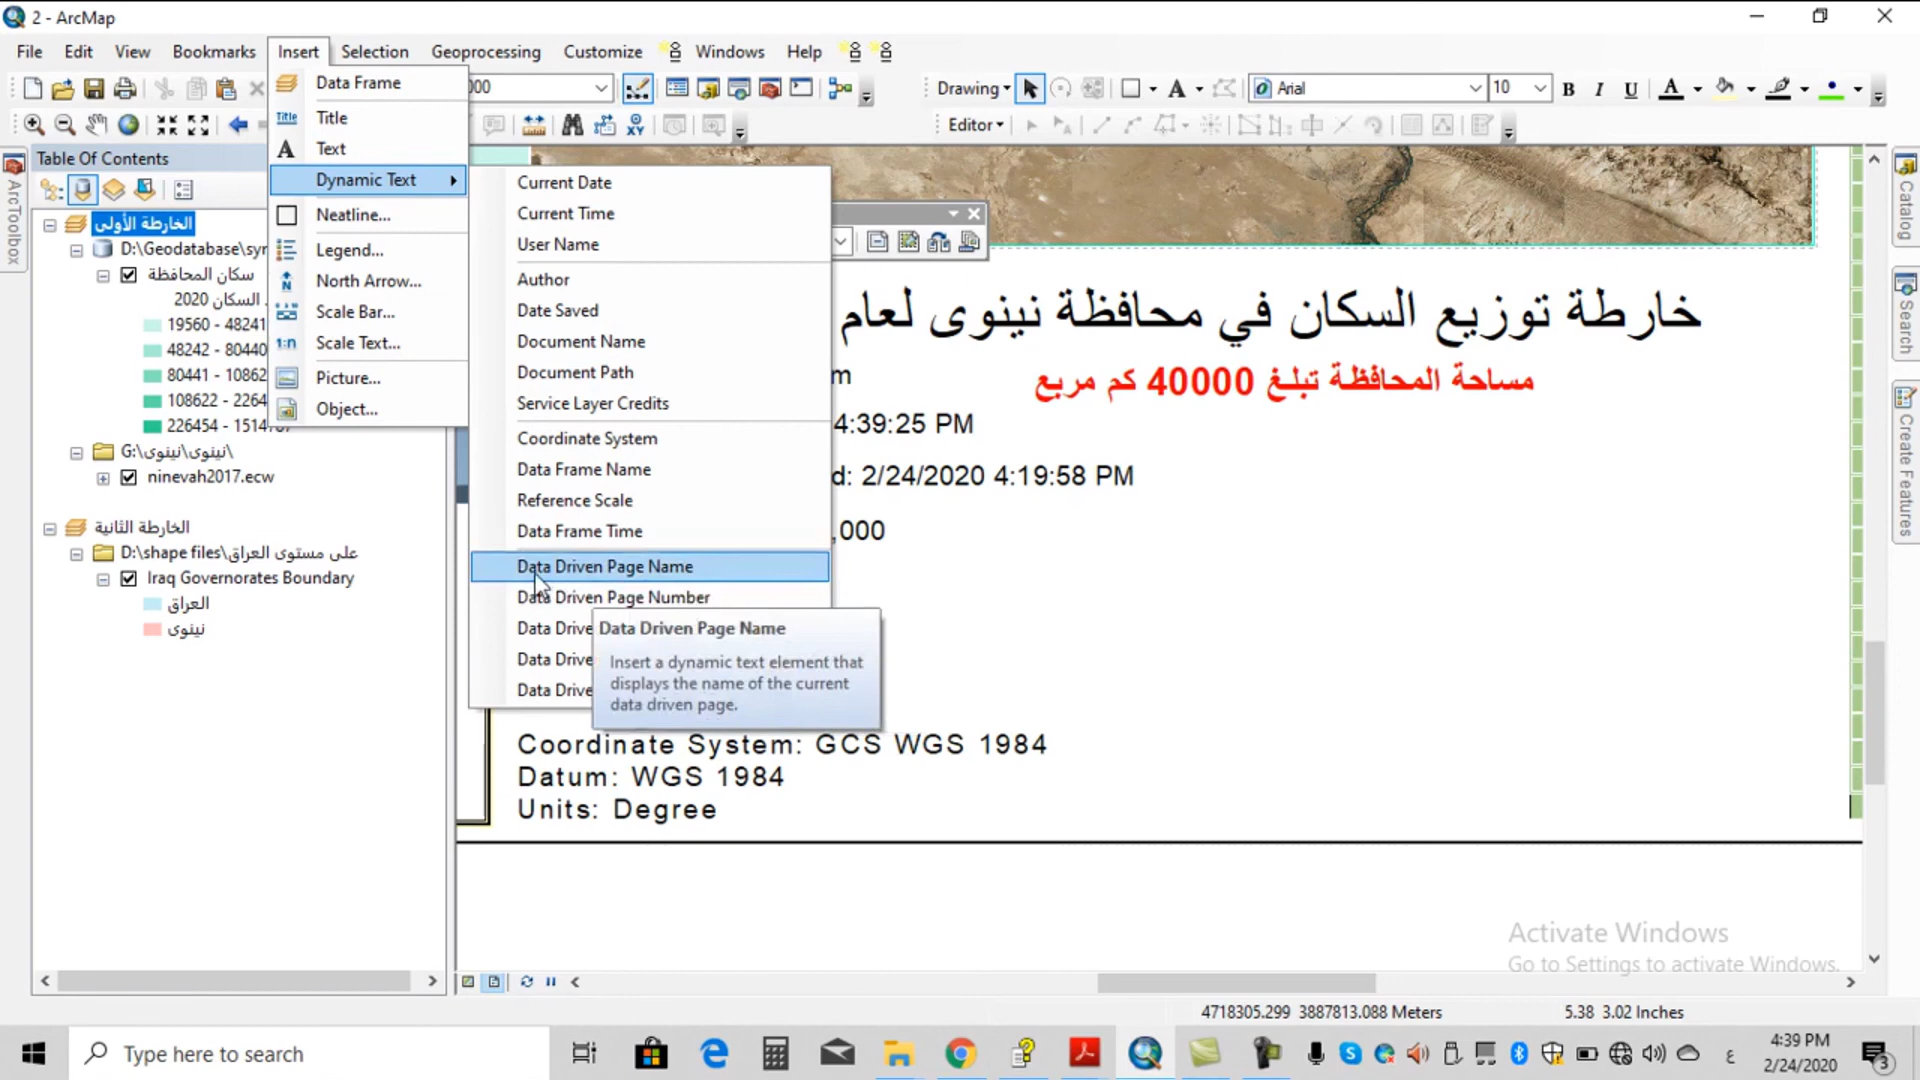 2 - ArcMap
File Edit View Bookmarks Insert Selection Geoprocessing Customize Windows Help
Drawing
Arial
10
Editor
Table Of Contents
ArcToolbox
الخارطة الأولى
سكان المحافظة
19560 - 48241
48242 - 80440
226454 -
G:\نينوى\نينوى\
ninevah2017.ecw
الخارطة الثانية
D:\shape files\على مستوى العراق
Iraq Governorates Boundary
العراق
نينوى
Data Frame
Title
Text
Dynamic Text
Neatline...
Legend...
North Arrow...
Scale Bar...
Scale Text...
Picture...
Object...
Current Date
Current Time
User Name
Author
Date Saved
Document Name
Document Path
Service Layer Credits
Coordinate System
Data Frame Name
Reference Scale
Data Frame Time
Data Driven Page Name
Data Driven Page Number
Data Drive
Data Drive
Data Drive
Data Driven Page Name
Insert a dynamic text element that
displays the name of the current
data driven page.
خارطة توزيع السكان في محافظة نينوى لعام
مساحة المحافظة تبلغ 40000 كم مربع
4:39:25 PM
d: 2/24/2020 4:19:58 PM
,000
Coordinate System: GCS WGS 1984
Datum: WGS 1984
Units: Degree
Catalog
Search
Create Features
Activate Windows
Go to Settings to activate Windows.
4718305.299 3887813.088 Meters
5.38 3.02 Inches
Type here to search
4:39 PM
2/24/2020
ع
3